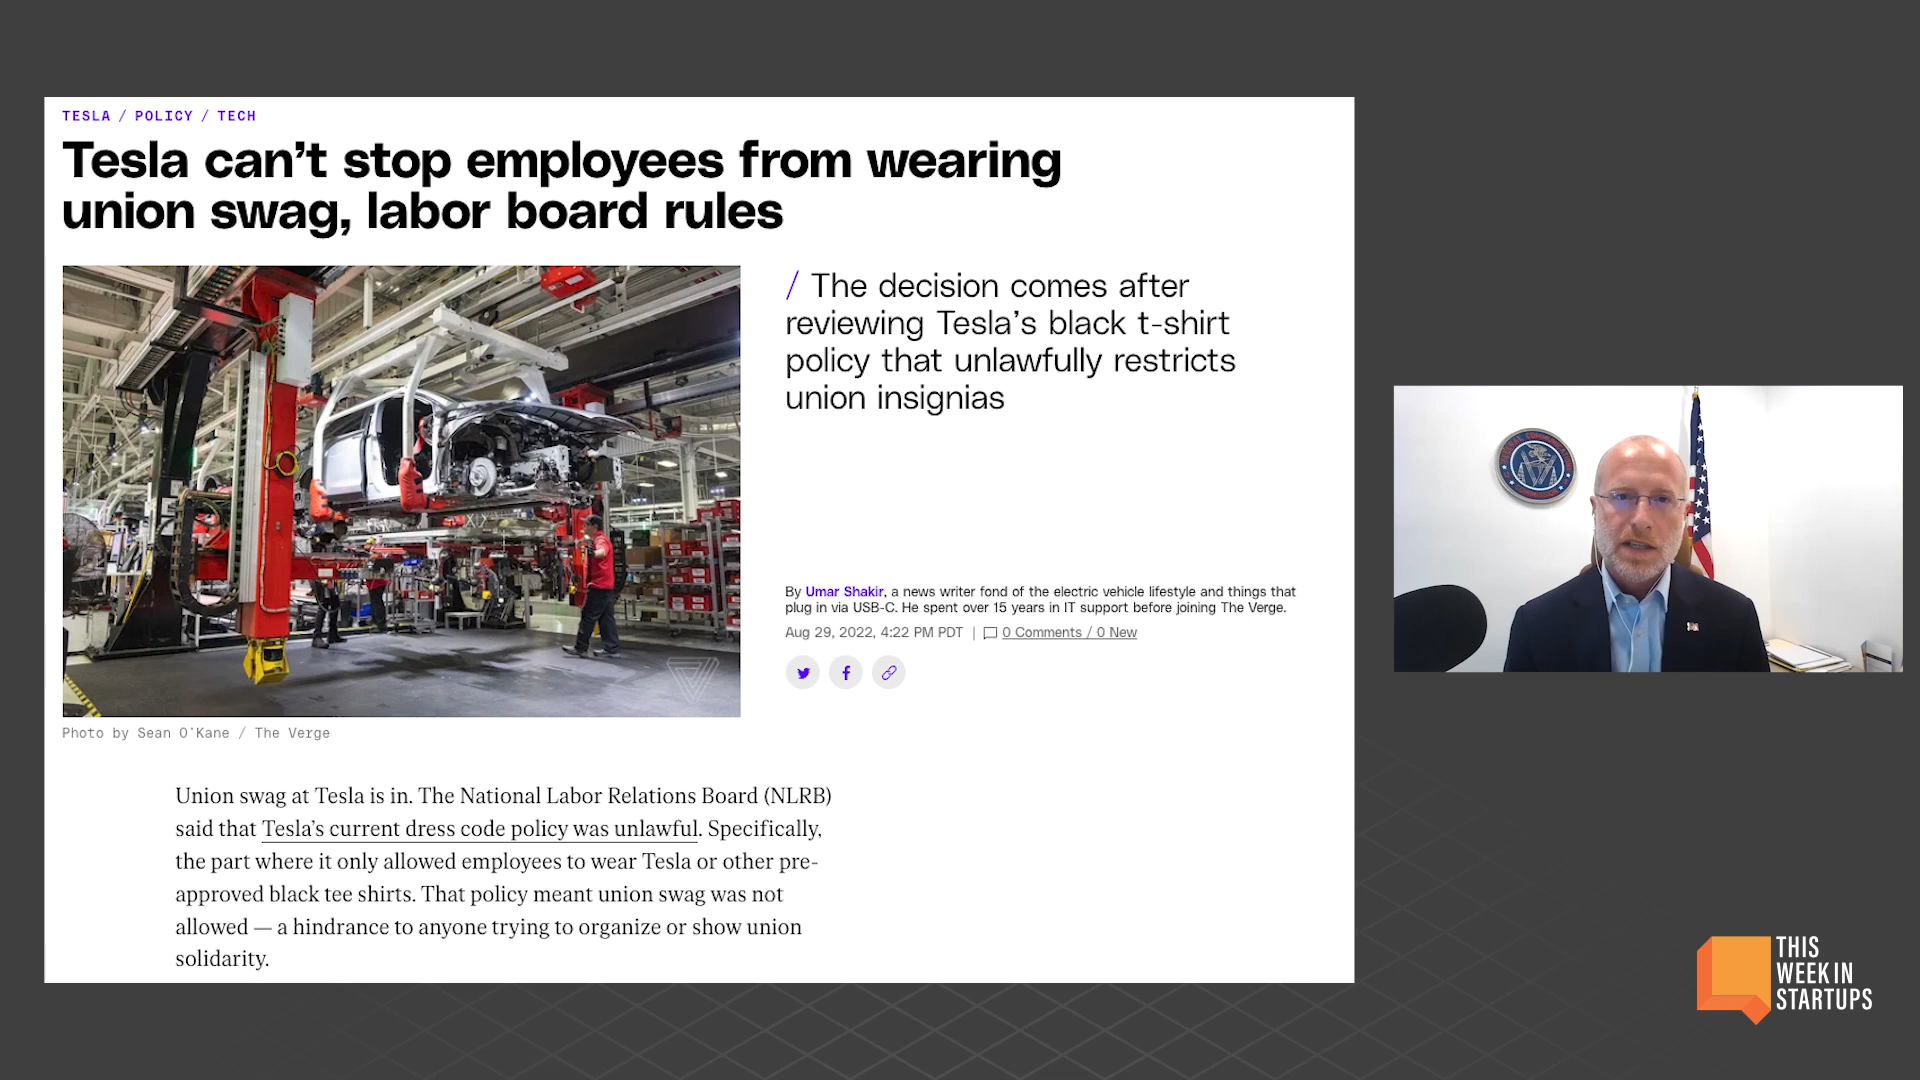 TESLA / POLICY / TECH
Tesla can’t stop employees from wearing
union swag, labor board rules
/ The decision comes after
reviewing Tesla’s black t-shirt
policy that unlawfully restricts
union insignias
By Umar Shakir, a news writer fond of the electric vehicle lifestyle and things that
plug in via USB-C. He spent over 15 years in IT support before joining The Verge.
Aug 29, 2022, 4:22 PM PDT | 0 Comments / 0 New
Photo by Sean O'Kane / The Verge
Union swag at Tesla is in. The National Labor Relations Board (NLRB)
said that Tesla’s current dress code policy was unlawful. Specifically,
the part where it only allowed employees to wear Tesla or other pre-
approved black tee shirts. That policy meant union swag was not
allowed — a hindrance to anyone trying to organize or show union
solidarity.
THIS
WEEK IN
STARTUPS